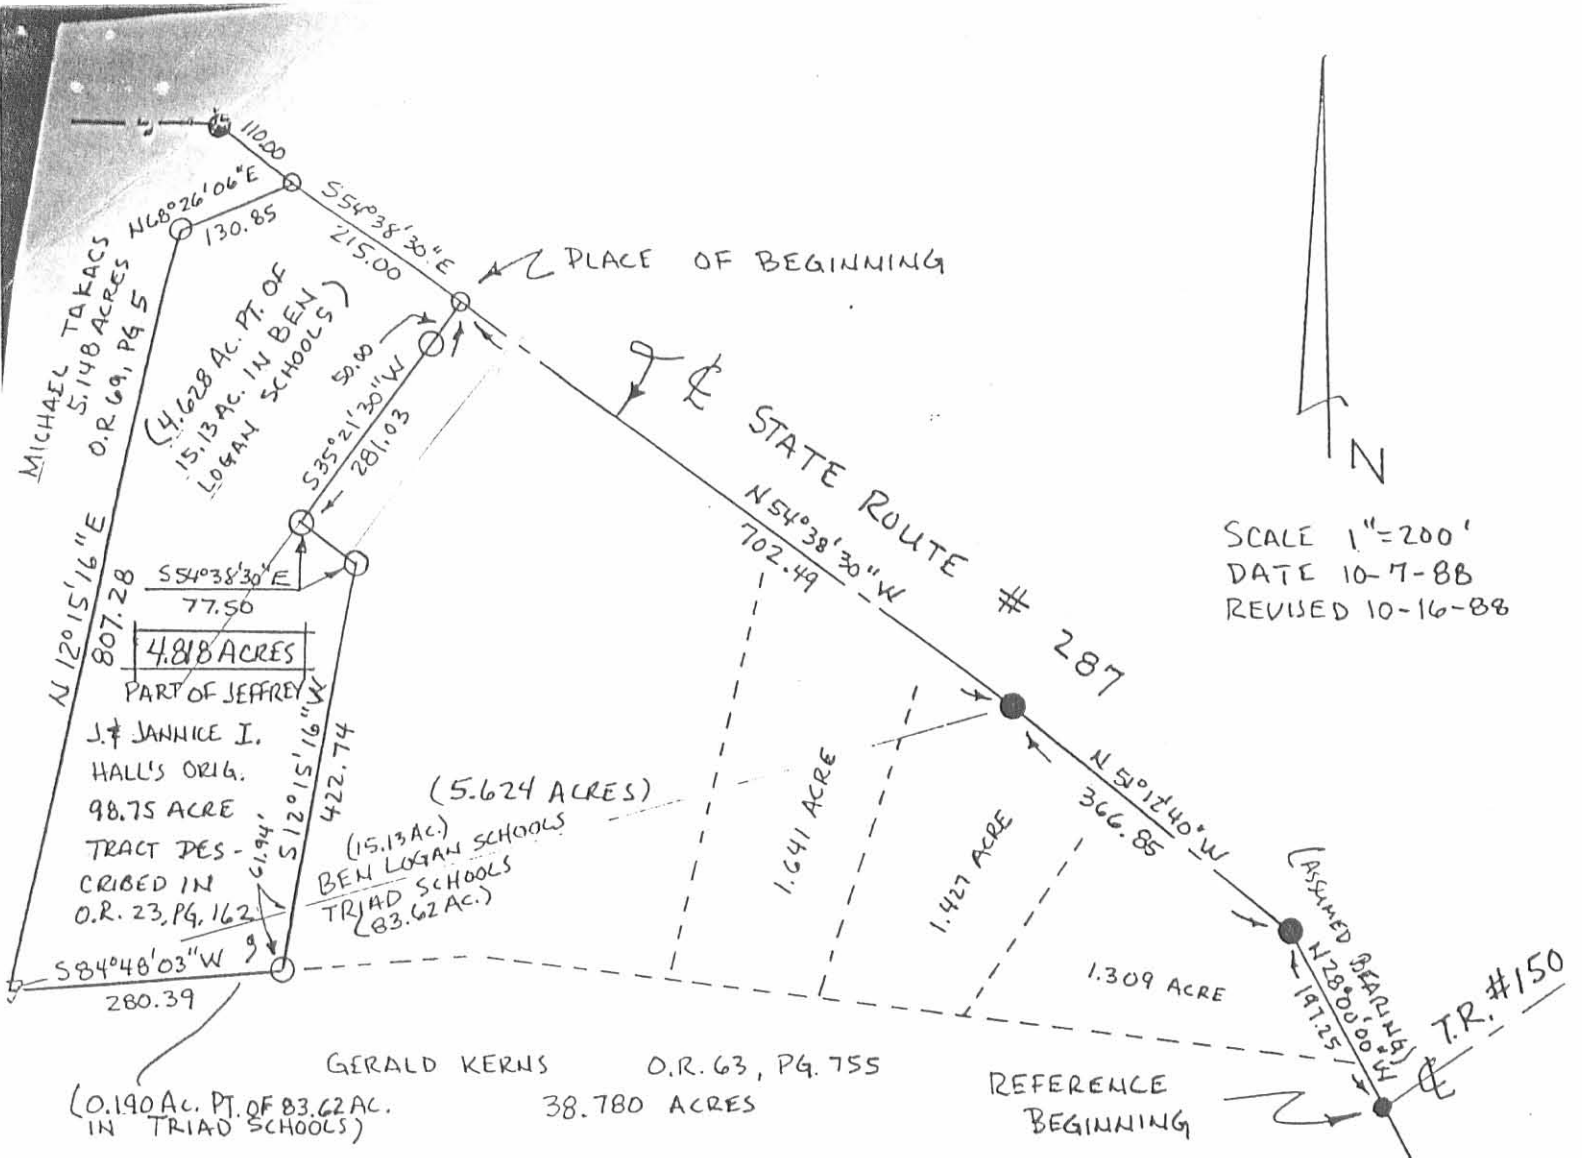 110.00
N68°26'06"E
130.85
S54°38'30"E
215.00
PLACE OF BEGINNING
MICHAEL TAKACS
5.148 ACRES
O.R. 69, PG 5
(4.628 AC. PT. OF
15.13 AC. IN BEN
LOGAN SCHOOLS)
50.00
S35°21'30"W
281.03
℄ STATE ROUTE # 287
N54°38'30"W
702.49
N
SCALE 1"=200'
DATE 10-7-88
REVISED 10-16-88
N 12°15'16"E
807.28
S54°38'30"E
77.50
4.818 ACRES
PART OF JEFFREY
J. & JANNICE I.
HALL'S ORIG.
98.75 ACRE
TRACT DES-
CRIBED IN
O.R. 23, PG. 162
S12°15'16"W
422.74
61.94'
(5.624 ACRES)
(15.13 AC.)
BEN LOGAN SCHOOLS
TRIAD SCHOOLS
(83.62 AC.)
1.641 ACRE
1.427 ACRE
N 51°12'40"W
366.85
(ASSUMED BEARING)
N28°00'00"W
197.25
1.309 ACRE
℄ T.R. #150
S84°48'03"W
280.39
GERALD KERNS O.R. 63, PG. 755
38.780 ACRES
(0.190 AC. PT. OF 83.62 AC.
IN TRIAD SCHOOLS)
REFERENCE
BEGINNING